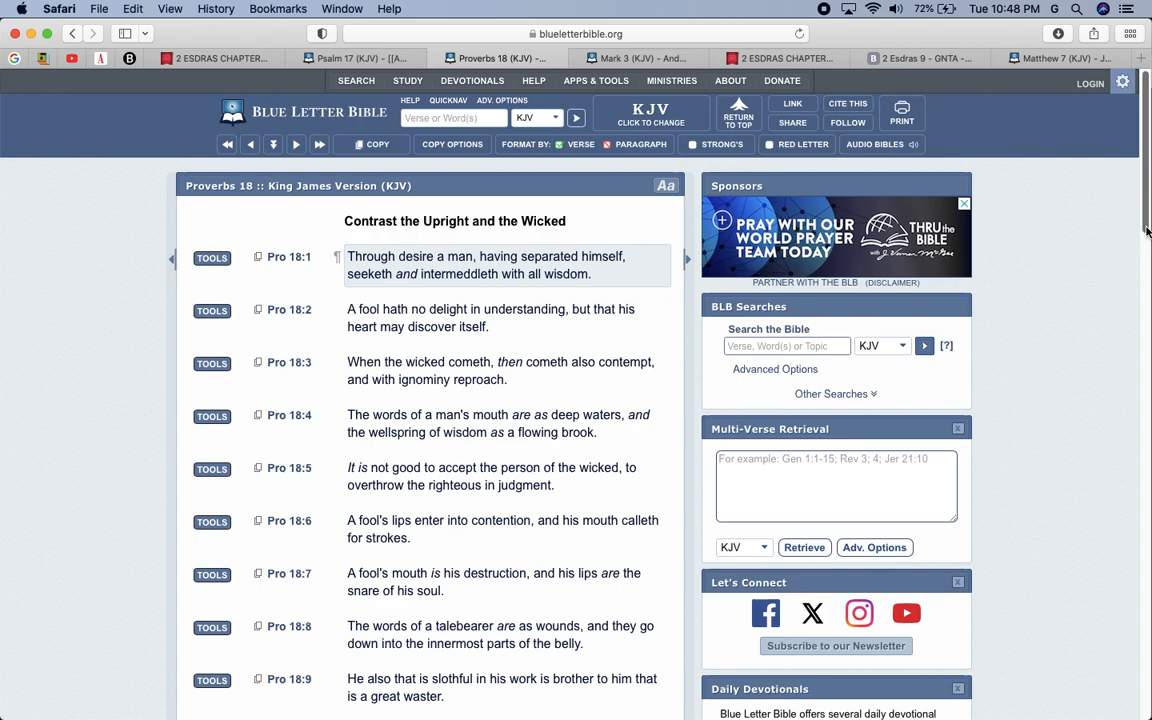 Safari File Edit View History Bookmarks Window Help 72% Tue 10:48 PM G
blueletterbible.org
2 ESDRAS CHAPTER... Psalm 17 (KJV) - [[A... Proverbs 18 (KJV) -... Mark 3 (KJV) - And... 2 ESDRAS CHAPTER... 2 Esdras 9 - GNTA -... Matthew 7 (KJV) - J...
SEARCH STUDY DEVOTIONALS HELP APPS & TOOLS MINISTRIES ABOUT DONATE LOGIN
BLUE LETTER BIBLE
HELP QUICKNAV ADV. OPTIONS
Verse or Word(s) KJV
KJV
CLICK TO CHANGE
RETURN
TO TOP
LINK CITE THIS
SHARE FOLLOW
PRINT
COPY COPY OPTIONS FORMAT BY: VERSE PARAGRAPH STRONG'S RED LETTER AUDIO BIBLES
Proverbs 18 :: King James Version (KJV) Aa
Contrast the Upright and the Wicked
TOOLS Pro 18:1 ¶ Through desire a man, having separated himself,
seeketh and intermeddleth with all wisdom.
TOOLS Pro 18:2 A fool hath no delight in understanding, but that his
heart may discover itself.
TOOLS Pro 18:3 When the wicked cometh, then cometh also contempt,
and with ignominy reproach.
TOOLS Pro 18:4 The words of a man's mouth are as deep waters, and
the wellspring of wisdom as a flowing brook.
TOOLS Pro 18:5 It is not good to accept the person of the wicked, to
overthrow the righteous in judgment.
TOOLS Pro 18:6 A fool's lips enter into contention, and his mouth calleth
for strokes.
TOOLS Pro 18:7 A fool's mouth is his destruction, and his lips are the
snare of his soul.
TOOLS Pro 18:8 The words of a talebearer are as wounds, and they go
down into the innermost parts of the belly.
TOOLS Pro 18:9 He also that is slothful in his work is brother to him that
is a great waster.
Sponsors
PRAY WITH OUR
WORLD PRAYER
TEAM TODAY
THRU the
BIBLE
with J. Vernon McGee
PARTNER WITH THE BLB (DISCLAIMER)
BLB Searches
Search the Bible
Verse, Word(s) or Topic KJV [?]
Advanced Options
Other Searches
Multi-Verse Retrieval
For example: Gen 1:1-15; Rev 3; 4; Jer 21:10
KJV Retrieve Adv. Options
Let's Connect
Subscribe to our Newsletter
Daily Devotionals
Blue Letter Bible offers several daily devotional